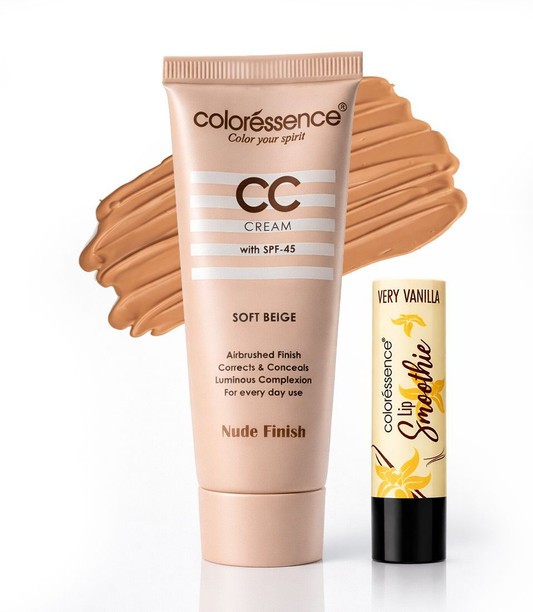 coloréssence®
Color your spirit
CC
CREAM
with SPF-45
SOFT BEIGE
Airbrushed Finish
Corrects & Conceals
Luminous Complexion
For every day use
Nude Finish
VERY VANILLA
coloréssence®
Lip
Smoothie